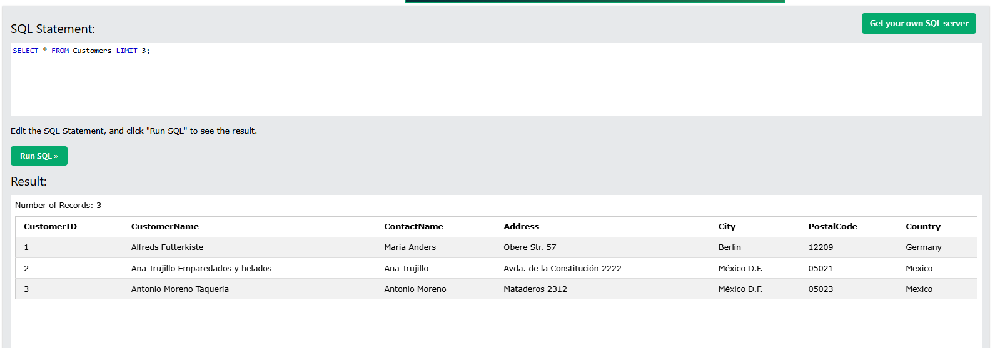 Get your own SQL server
SQL Statement:
SELECT * FROM Customers LIMIT 3;
Edit the SQL Statement, and click "Run SQL" to see the result.
Run SQL »
Result:
Number of Records: 3
CustomerID CustomerName ContactName Address City PostalCode Country
1 Alfreds Futterkiste Maria Anders Obere Str. 57 Berlin 12209 Germany
2 Ana Trujillo Emparedados y helados Ana Trujillo Avda. de la Constitución 2222 México D.F. 05021 Mexico
3 Antonio Moreno Taquería Antonio Moreno Mataderos 2312 México D.F. 05023 Mexico